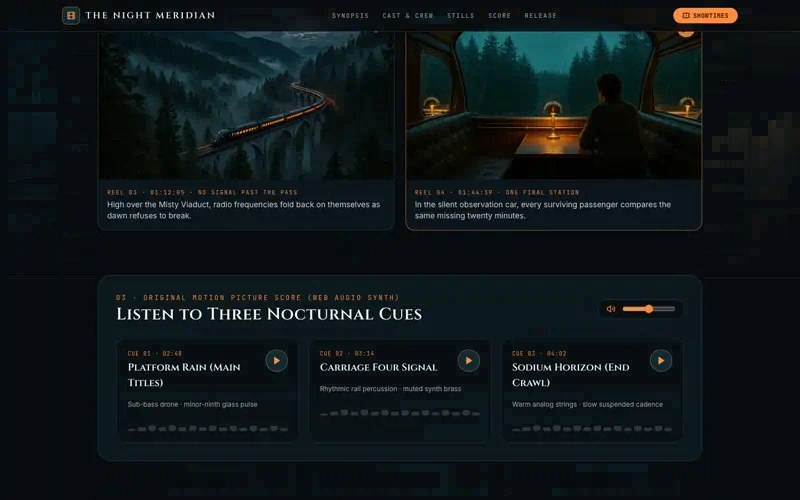 THE NIGHT MERIDIAN
SYNOPSIS CAST & CREW STILLS SCORE RELEASE
SHOWTIMES
REEL 03 · 01:12:05 · NO SIGNAL PAST THE PASS
High over the Misty Viaduct, radio frequencies fold back on themselves as
dawn refuses to break.
REEL 04 · 01:44:39 · ONE FINAL STATION
In the silent observation car, every surviving passenger compares the
same missing twenty minutes.
03 · ORIGINAL MOTION PICTURE SCORE (WEB AUDIO SYNTH)
Listen to Three Nocturnal Cues
CUE 01 · 02:48
Platform Rain (Main
Titles)
Sub-bass drone · minor-ninth glass pulse
CUE 02 · 03:14
Carriage Four Signal
Rhythmic rail percussion · muted synth brass
CUE 03 · 04:02
Sodium Horizon (End
Crawl)
Warm analog strings · slow suspended cadence